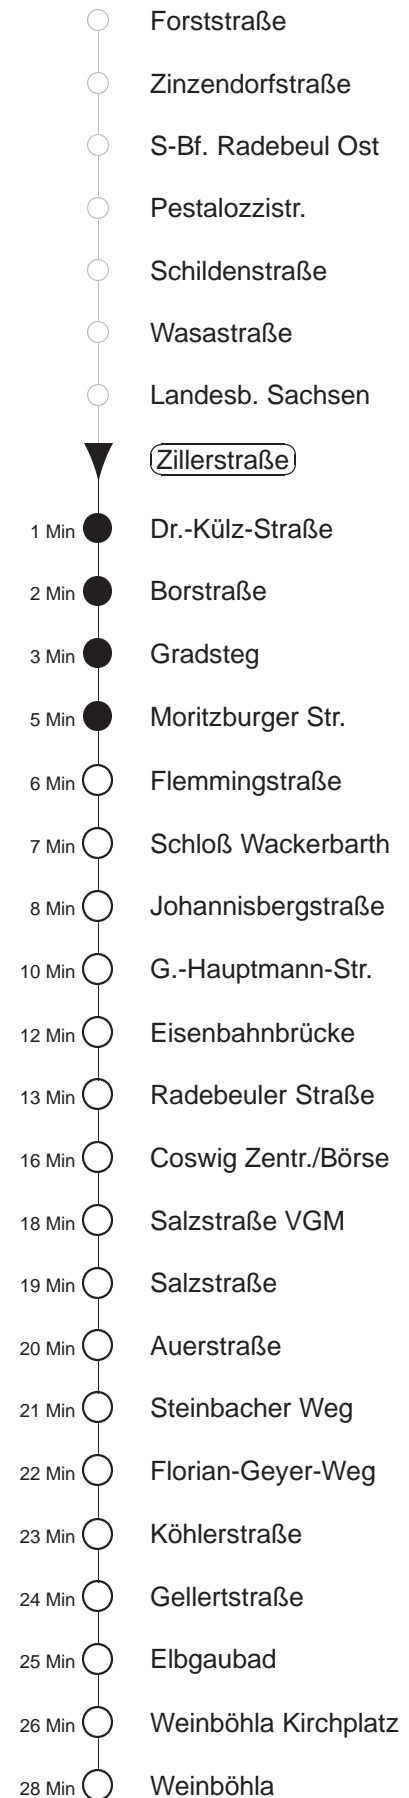 Forststraße
Zinzendorfstraße
S-Bf. Radebeul Ost
Pestalozzistr.
Schildenstraße
Wasastraße
Landesb. Sachsen
Zillerstraße
1 Min Dr.-Külz-Straße
2 Min Borstraße
3 Min Gradsteg
5 Min Moritzburger Str.
6 Min Flemmingstraße
7 Min Schloß Wackerbarth
8 Min Johannisbergstraße
10 Min G.-Hauptmann-Str.
12 Min Eisenbahnbrücke
13 Min Radebeuler Straße
16 Min Coswig Zentr./Börse
18 Min Salzstraße VGM
19 Min Salzstraße
20 Min Auerstraße
21 Min Steinbacher Weg
22 Min Florian-Geyer-Weg
23 Min Köhlerstraße
24 Min Gellertstraße
25 Min Elbgaubad
26 Min Weinböhla Kirchplatz
28 Min Weinböhla